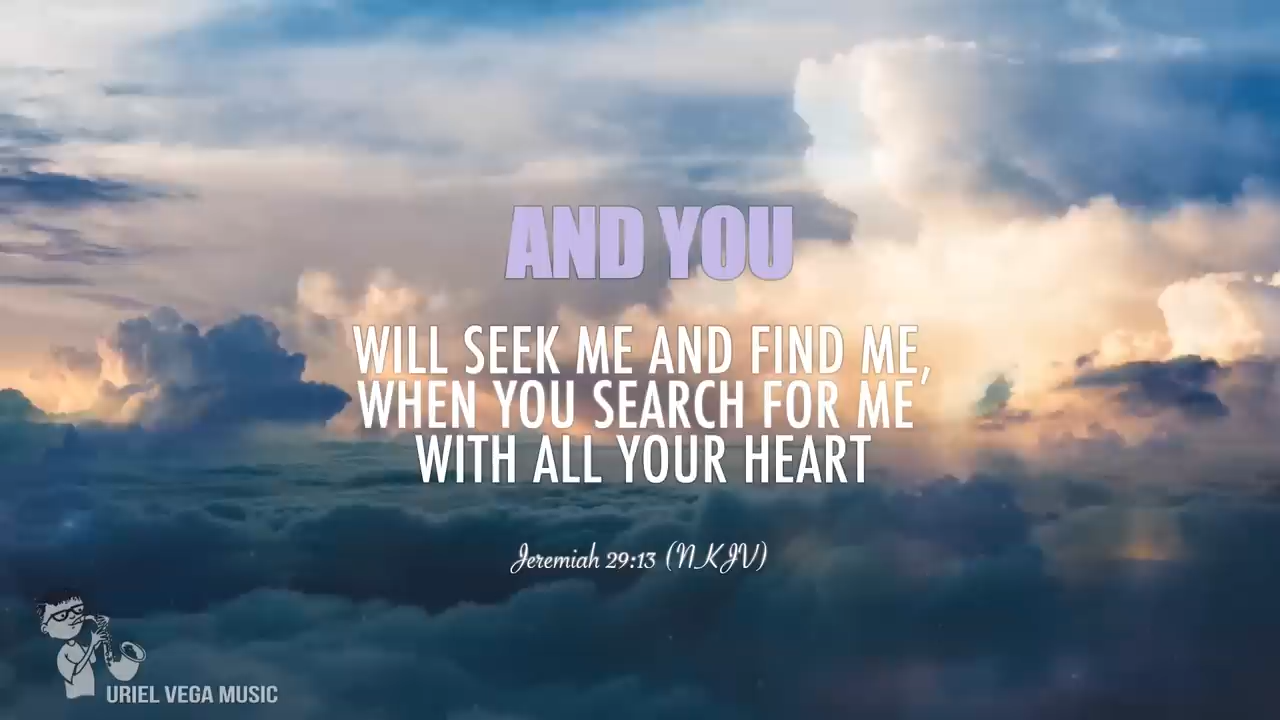 AND YOU
WILL SEEK ME AND FIND ME,
WHEN YOU SEARCH FOR ME
WITH ALL YOUR HEART
Jeremiah 29:13 (NKJV)
URIEL VEGA MUSIC